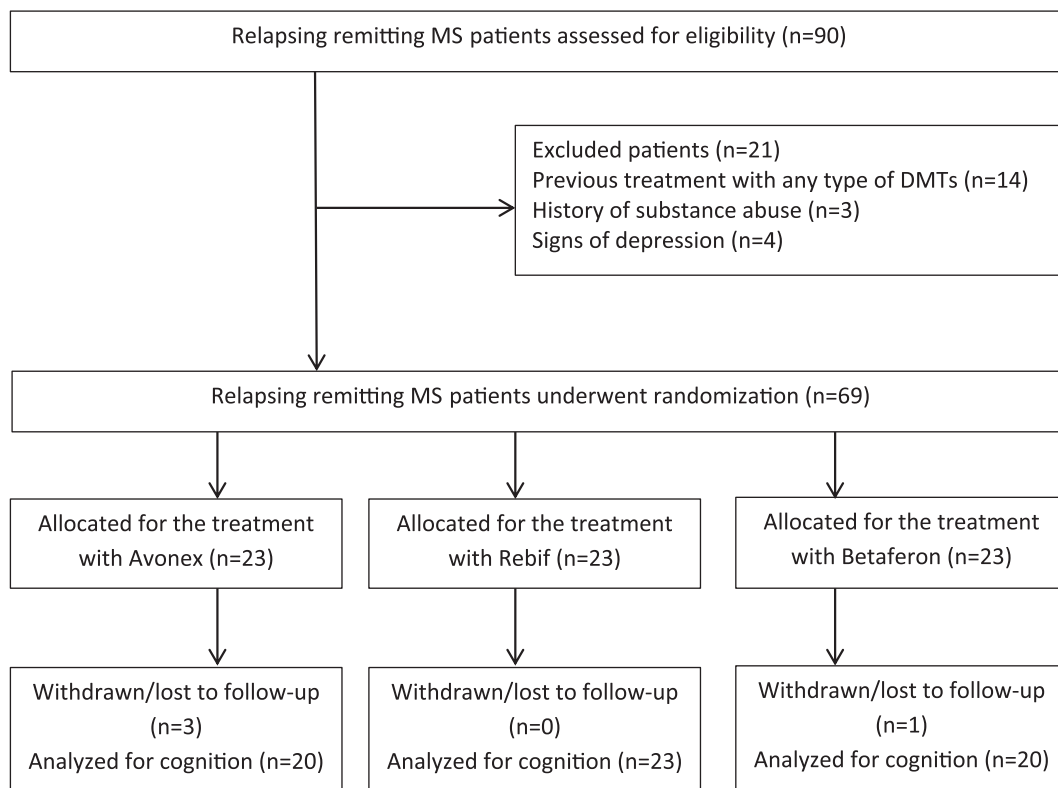 Relapsing remitting MS patients assessed for eligibility (n=90)
Excluded patients (n=21)
Previous treatment with any type of DMTs (n=14)
History of substance abuse (n=3)
Signs of depression (n=4)
Relapsing remitting MS patients underwent randomization (n=69)
Allocated for the treatment
with Avonex (n=23)
Allocated for the treatment
with Rebif (n=23)
Allocated for the treatment
with Betaferon (n=23)
Withdrawn/lost to follow-up
(n=3)
Analyzed for cognition (n=20)
Withdrawn/lost to follow-up
(n=0)
Analyzed for cognition (n=23)
Withdrawn/lost to follow-up
(n=1)
Analyzed for cognition (n=20)